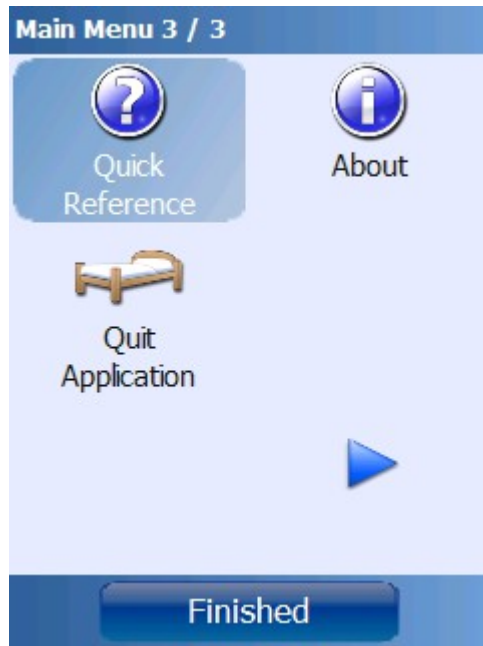 Main Menu 3 / 3
?
i
Quick
Reference
About
Quit
Application
Finished